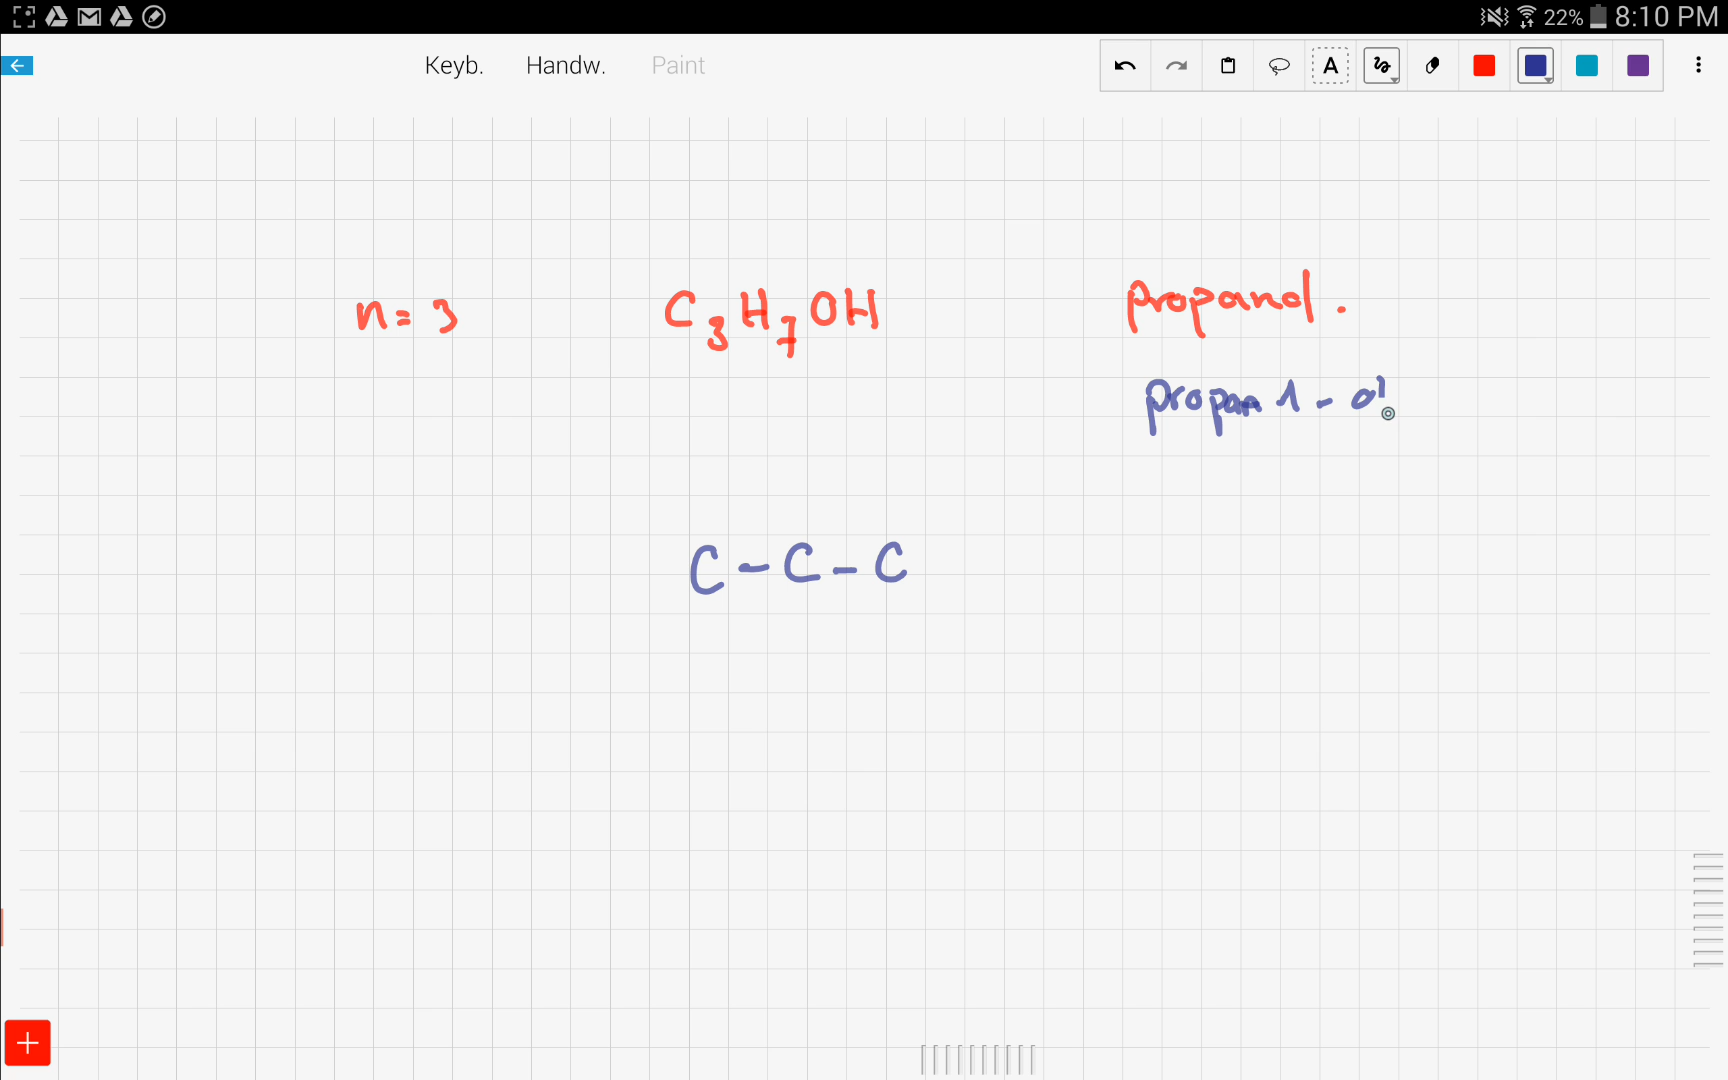 22% 8:10 PM
Keyb. Handw. Paint A
n = 3 C₃H₇OH propanol.
propan 1 - ol
C - C - C